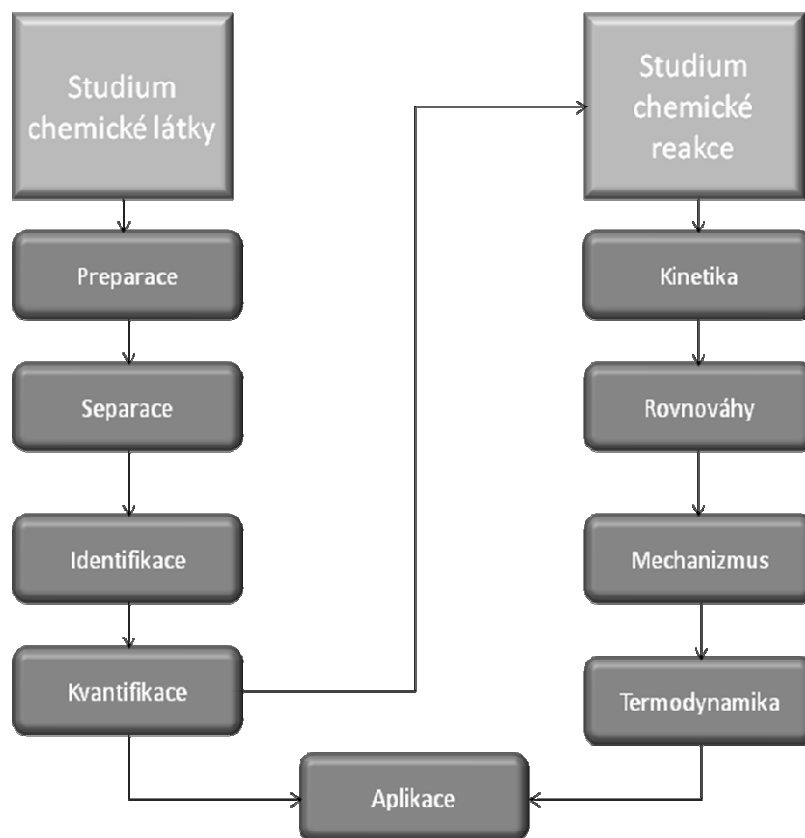 Studium
chemické látky
Preparace
Separace
Identifikace
Kvantifikace
Studium
chemické
reakce
Kinetika
Rovnováhy
Mechanizmus
Termodynamika
Aplikace